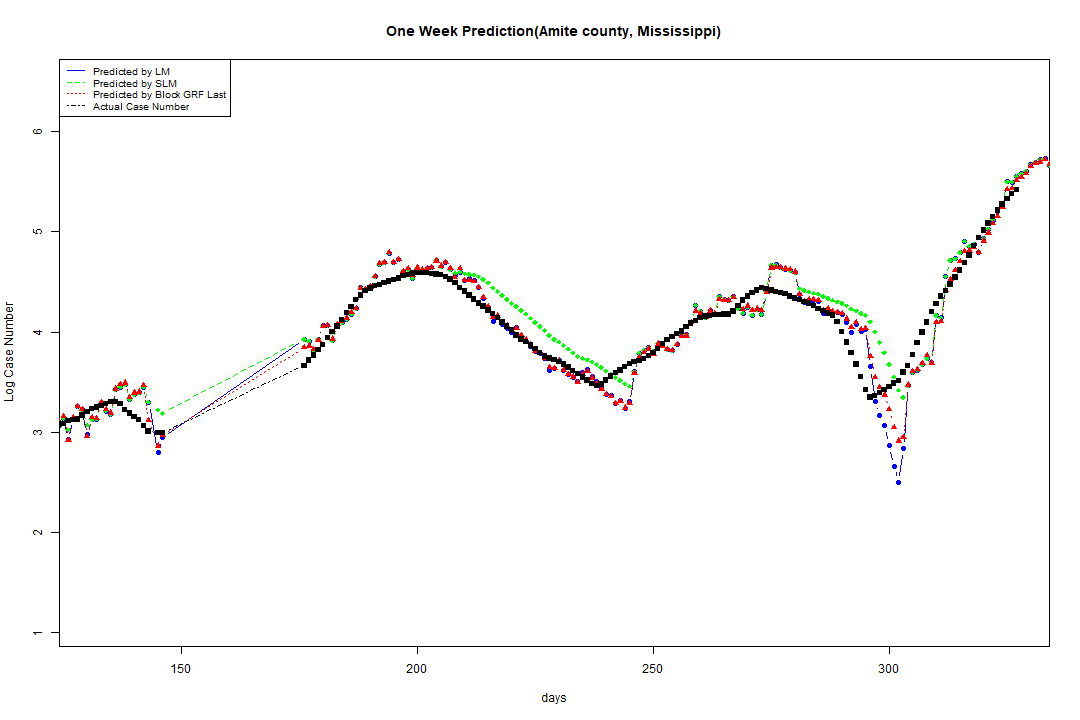 One Week Prediction(Amite county, Mississippi)
Predicted by LM
Predicted by SLM
Predicted by Block GRF Last
Actual Case Number
6
5
4
3
2
1
Log Case Number
150
200
250
300
days